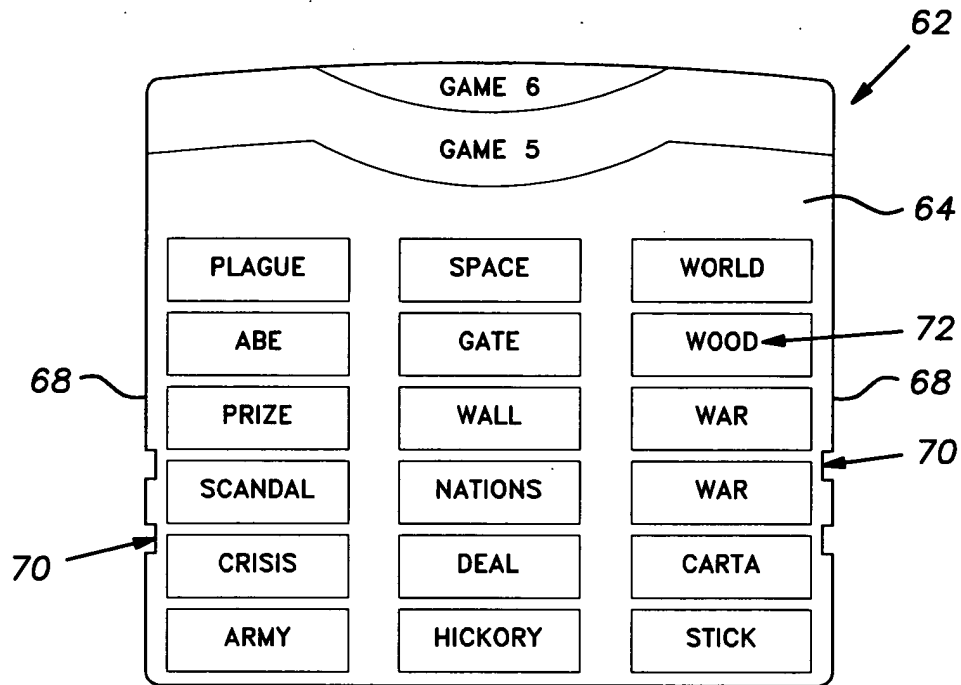 62
GAME 6
GAME 5
64
PLAGUE SPACE WORLD
ABE GATE WOOD 72
68 68
PRIZE WALL WAR
70
SCANDAL NATIONS WAR
70
CRISIS DEAL CARTA
ARMY HICKORY STICK